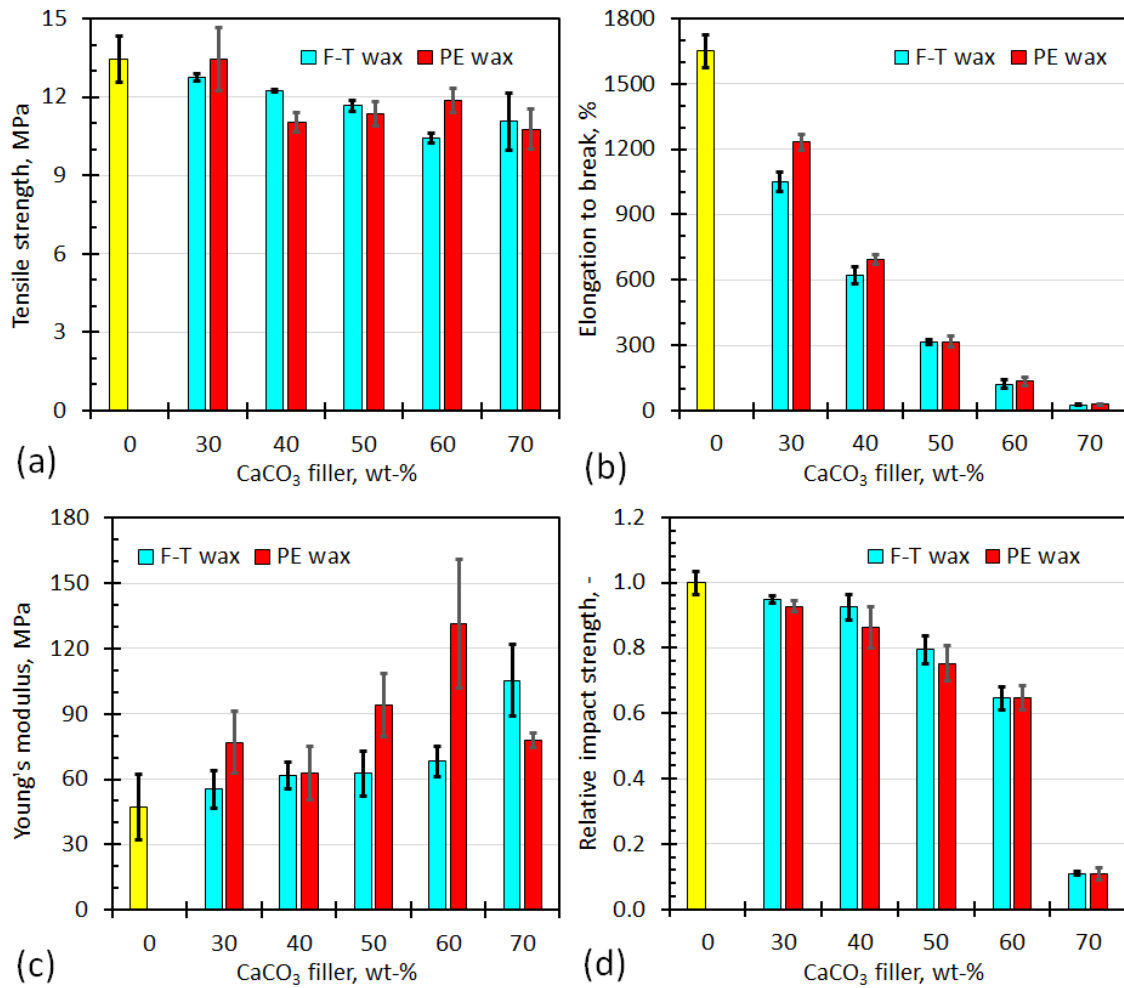 Tensile strength, MPa
15
12
9
6
3
0
F-T wax PE wax
0 30 40 50 60 70
CaCO₃ filler, wt-%
(a)
Elongation to break, %
1800
1500
1200
900
600
300
0
F-T wax PE wax
0 30 40 50 60 70
CaCO₃ filler, wt-%
(b)
Young's modulus, MPa
180
150
120
90
60
30
0
F-T wax PE wax
0 30 40 50 60 70
CaCO₃ filler, wt-%
(c)
Relative impact strength, -
1.2
1.0
0.8
0.6
0.4
0.2
0.0
F-T wax PE wax
0 30 40 50 60 70
CaCO₃ filler, wt-%
(d)